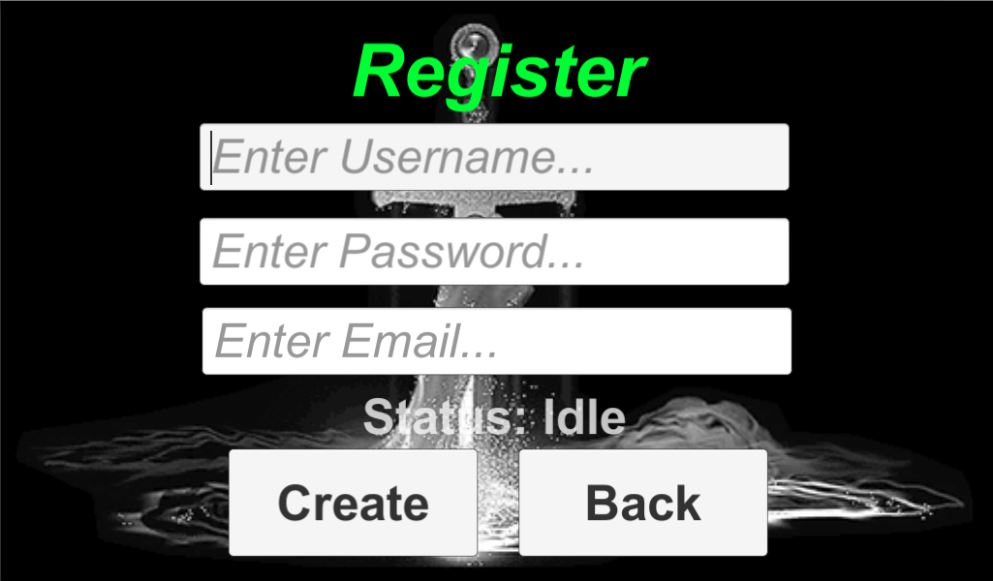 Register
Enter Username...
Enter Password...
Enter Email...
Status: Idle
Create
Back